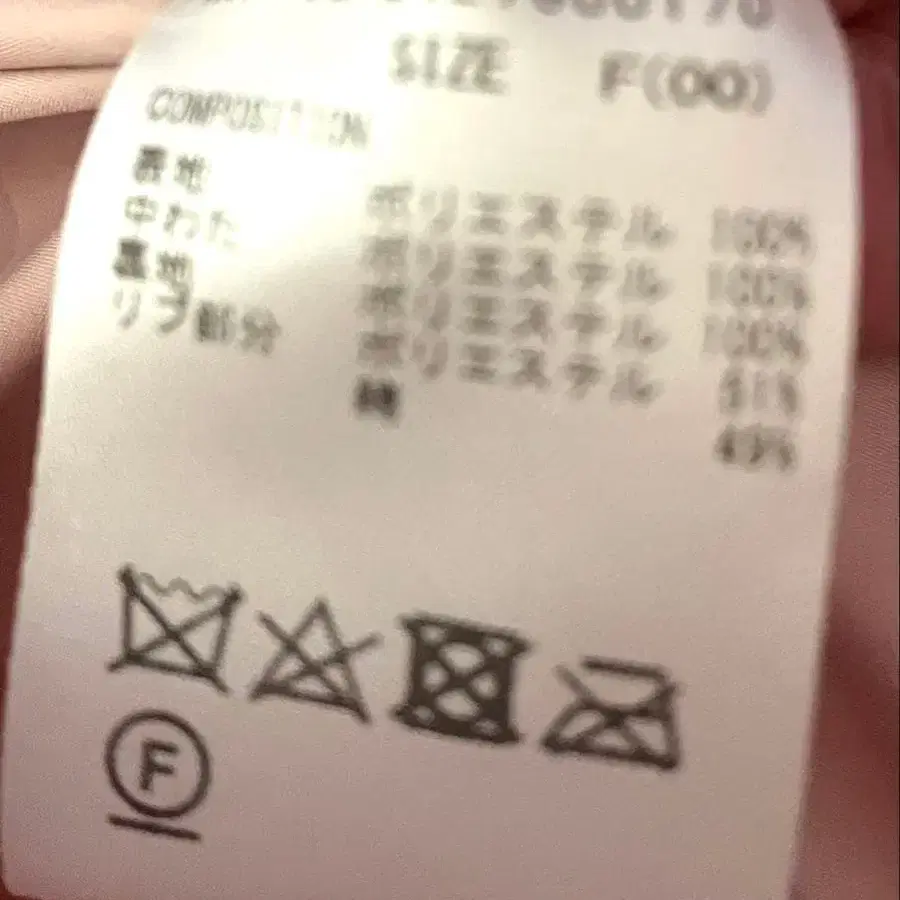 SIZE F(00)
COMPOSITION
表地 ポリエステル 100%
中わた ポリエステル 100%
裏地 ポリエステル 100%
リブ部分 ポリエステル 51%
綿 49%
F